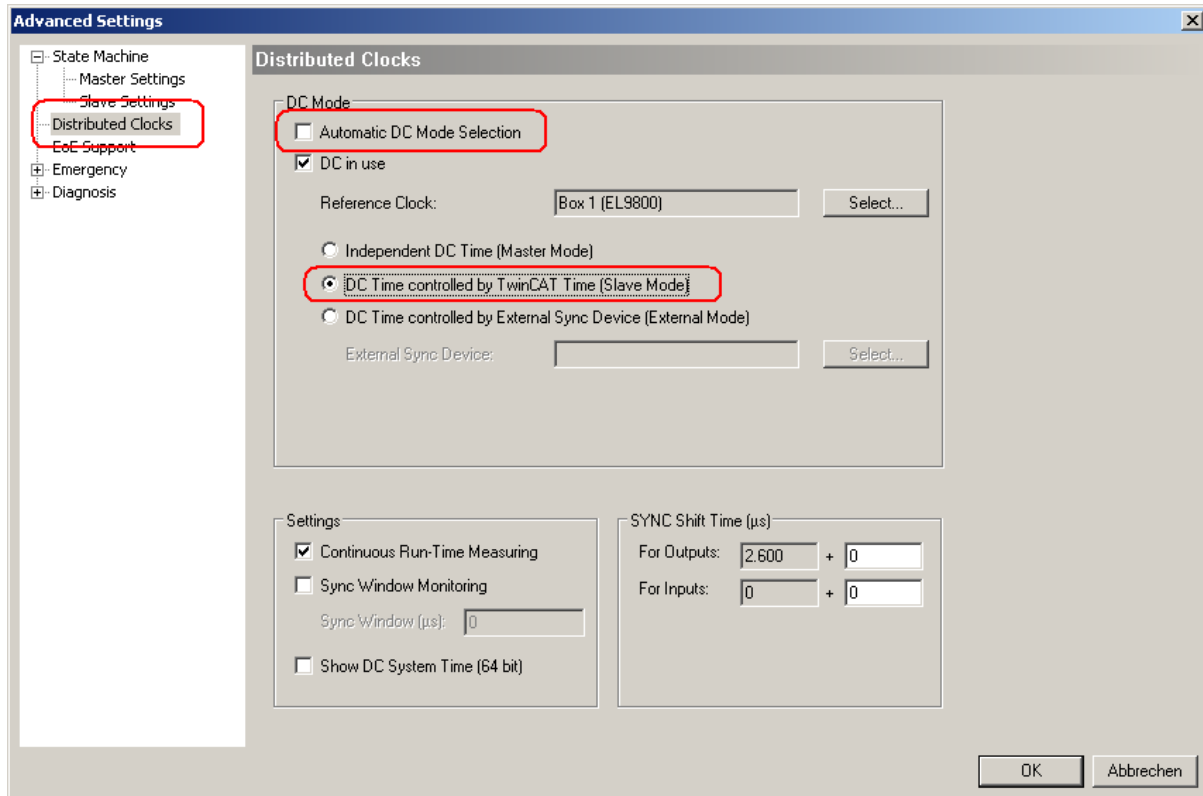 Advanced Settings
State Machine
Master Settings
Slave Settings
Distributed Clocks
EoE Support
Emergency
Diagnosis
Distributed Clocks
DC Mode
Automatic DC Mode Selection
DC in use
Reference Clock: Box 1 (EL9800) Select...
Independent DC Time (Master Mode)
DC Time controlled by TwinCAT Time (Slave Mode)
DC Time controlled by External Sync Device (External Mode)
External Sync Device: Select...
Settings
Continuous Run-Time Measuring
Sync Window Monitoring
Sync Window (µs): 0
Show DC System Time (64 bit)
SYNC Shift Time (µs)
For Outputs: 2.600 + 0
For Inputs: 0 + 0
OK Abbrechen